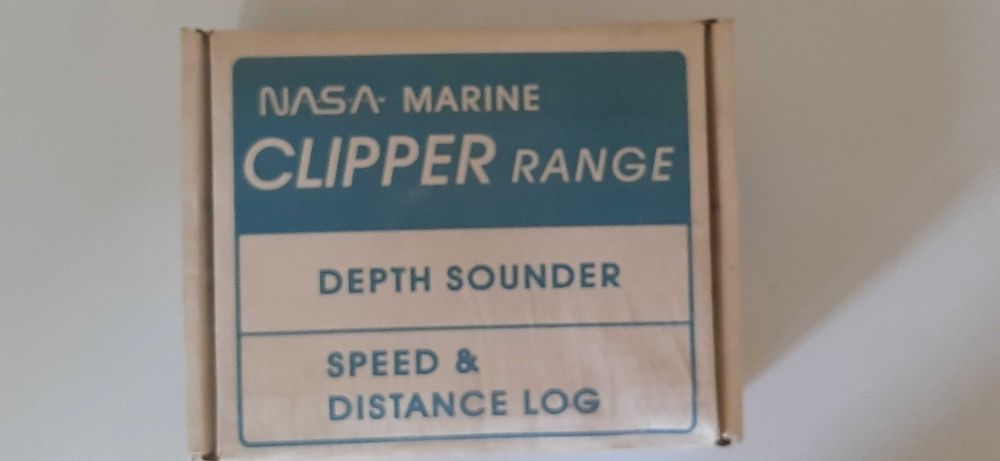 NASA MARINE
CLIPPER RANGE
DEPTH SOUNDER
SPEED &
DISTANCE LOG